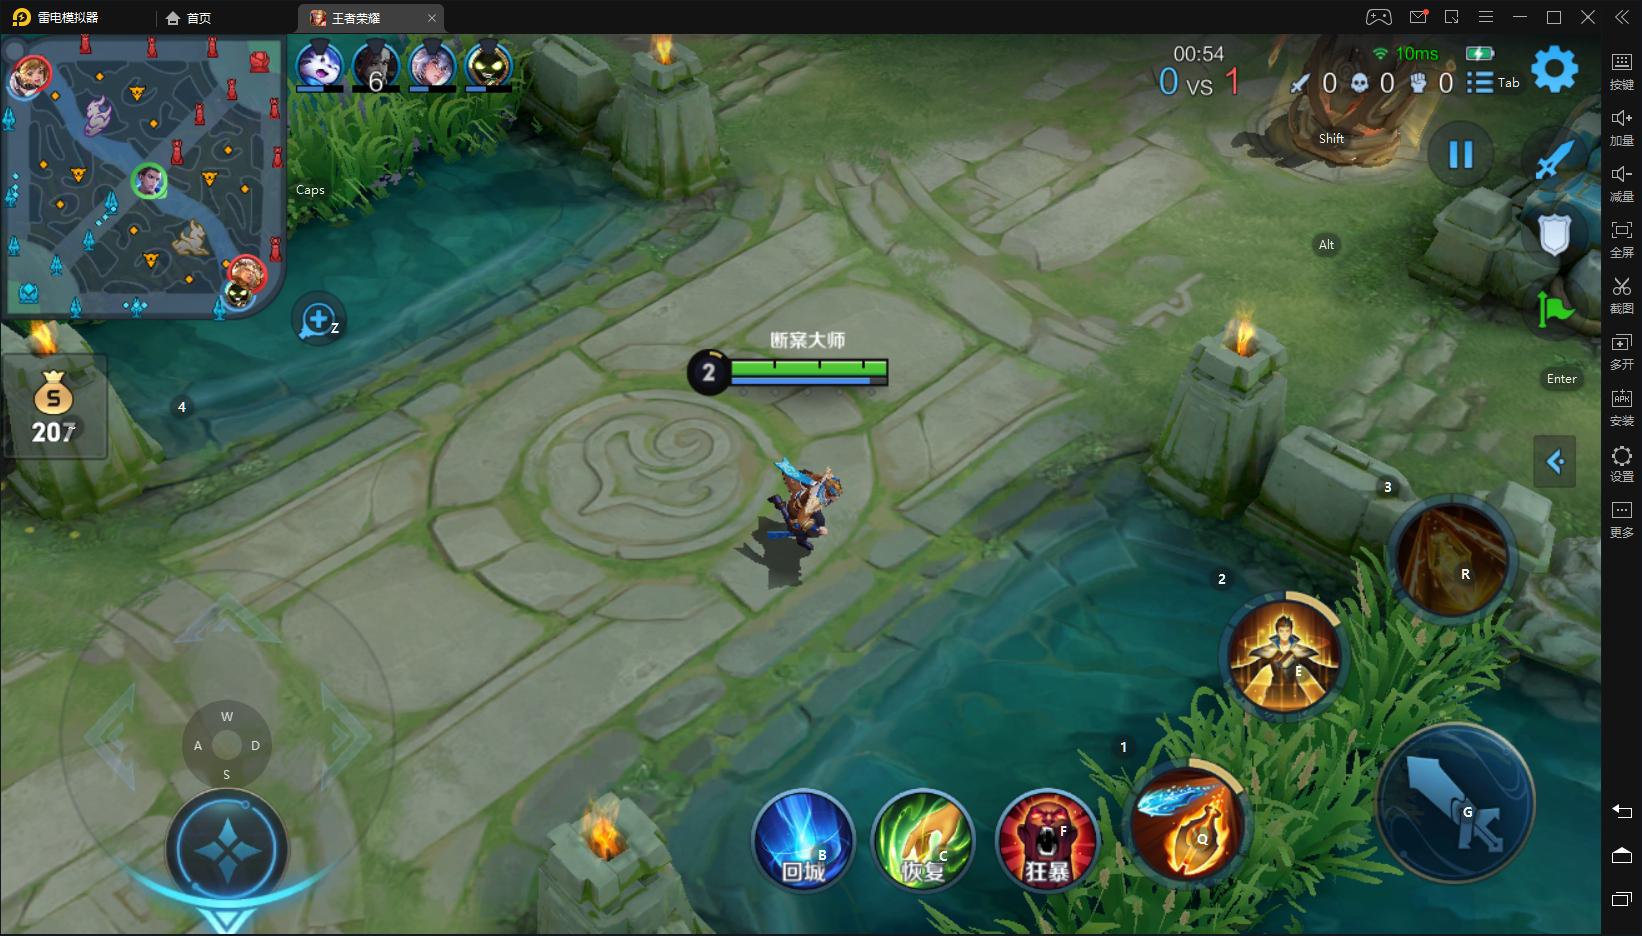 雷电模拟器
首页
王者荣耀
6
00:54
10ms
0 VS 1
0 0 0 Tab
Shift
Caps
Alt
Z
Enter
S
207
4
断案大师
2
3
R
2
E
1
W
A D
S
G
F
Q
B
回城
C
恢复
狂暴
按键
加量
减量
全屏
截图
多开
APK
安装
设置
更多